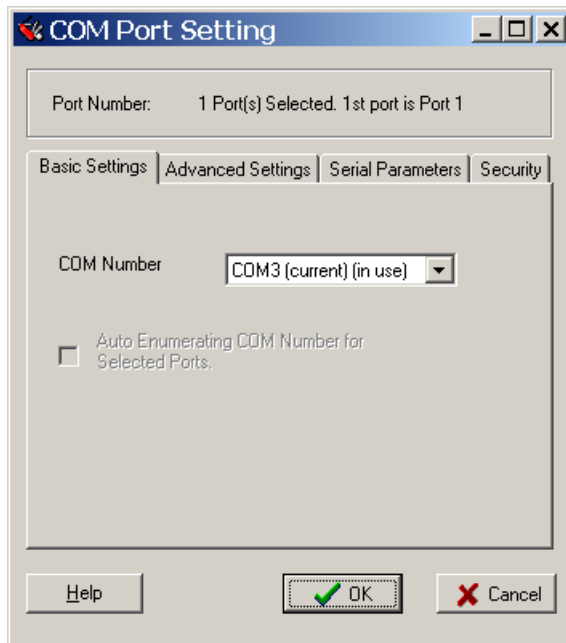 COM Port Setting
Port Number: 1 Port(s) Selected. 1st port is Port 1
Basic Settings Advanced Settings Serial Parameters Security
COM Number COM3 (current) (in use)
Auto Enumerating COM Number for
Selected Ports.
Help OK Cancel